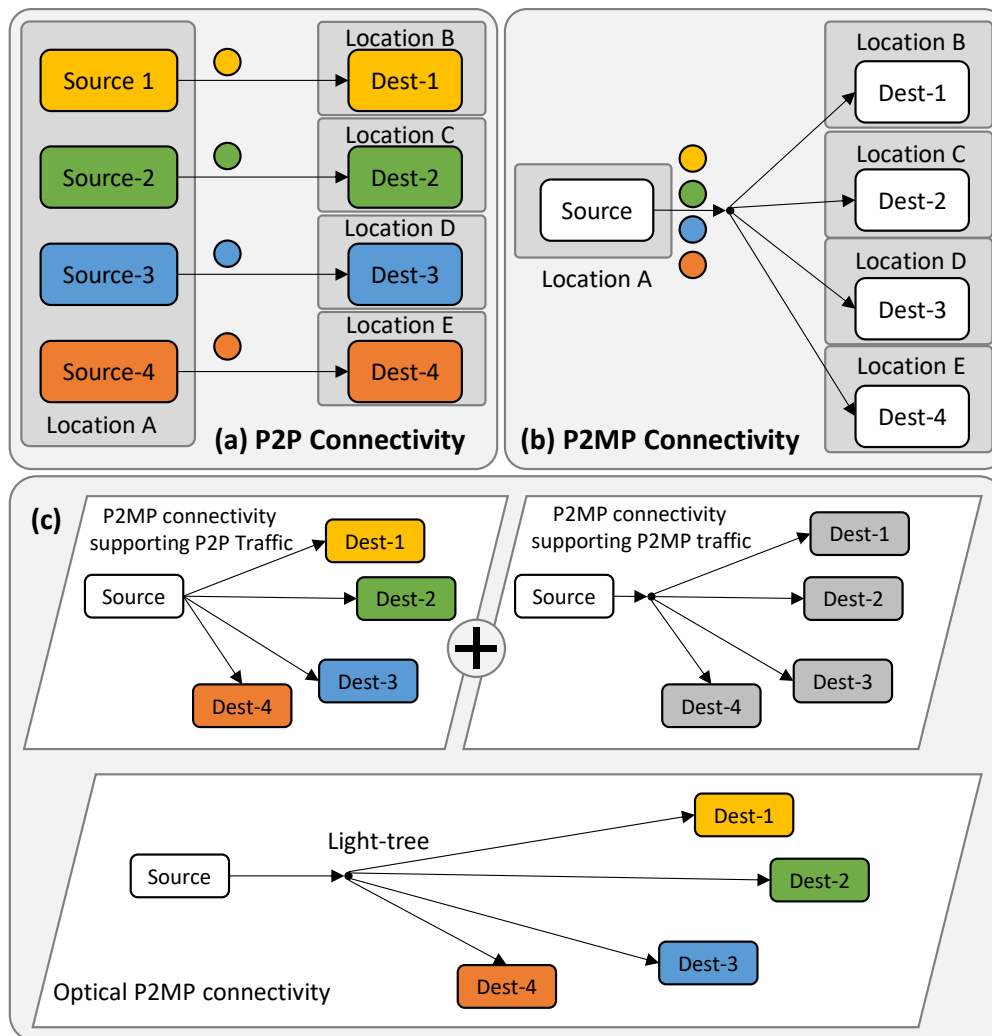 Location B
Source 1
Dest-1
Location C
Source-2
Dest-2
Location D
Source-3
Dest-3
Location E
Source-4
Dest-4
Location A
(a) P2P Connectivity
Location B
Dest-1
Location C
Source
Dest-2
Location A
Location D
Dest-3
Location E
Dest-4
(b) P2MP Connectivity
(c)
P2MP connectivity
supporting P2P Traffic
Dest-1
Source
Dest-2
Dest-3
Dest-4
P2MP connectivity
supporting P2MP traffic
Dest-1
Source
Dest-2
Dest-3
Dest-4
Light-tree
Dest-1
Source
Dest-2
Dest-3
Dest-4
Optical P2MP connectivity